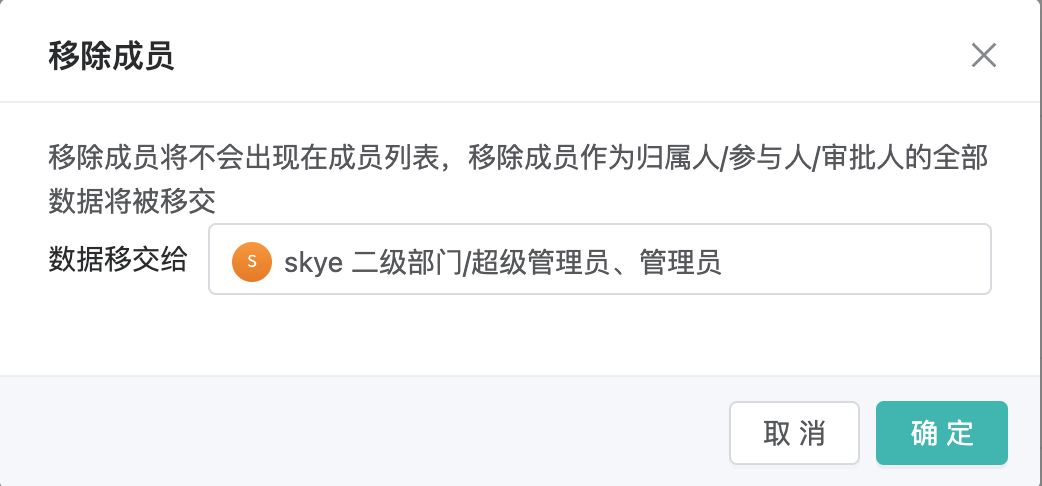 移除成员
移除成员将不会出现在成员列表，移除成员作为归属人/参与人/审批人的全部
数据将被移交
数据移交给 S skye 二级部门/超级管理员、管理员
取 消 确 定